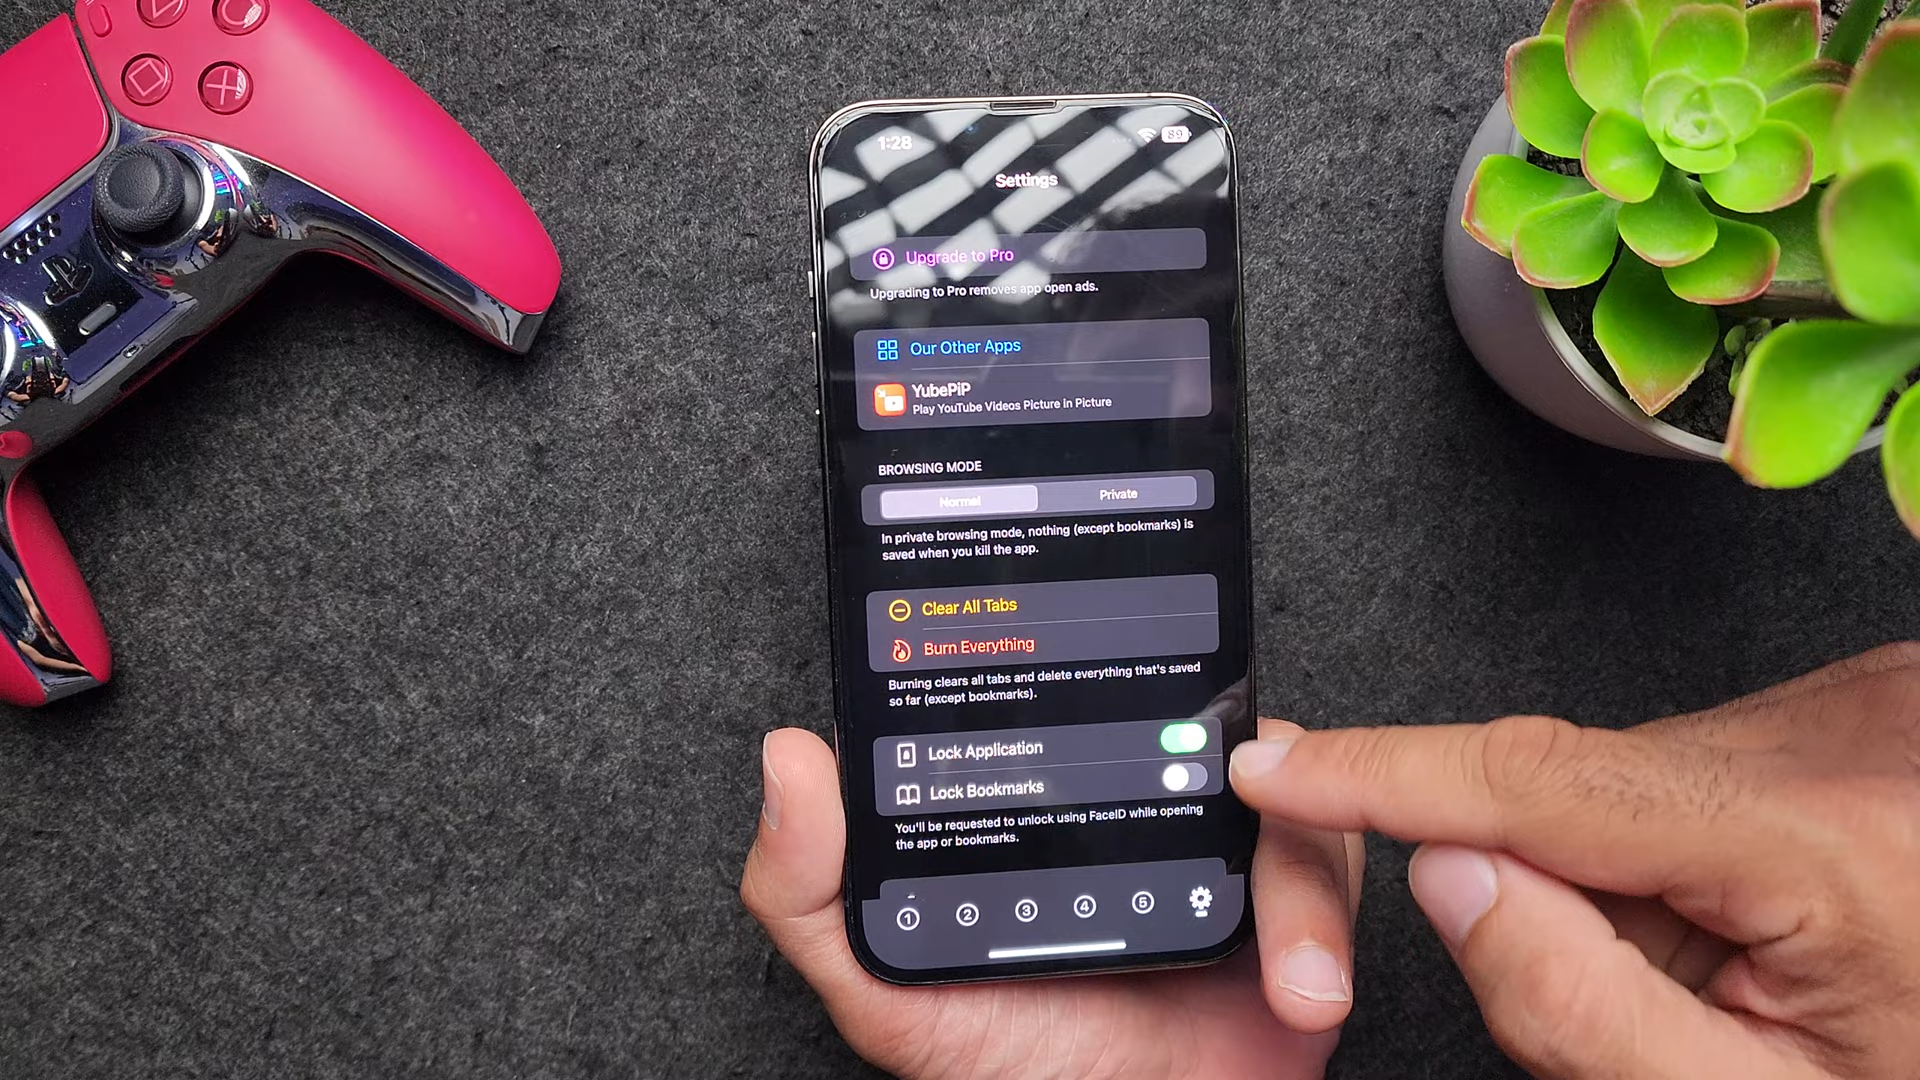 1:28
89
Settings
Upgrade to Pro
Upgrading to Pro removes app open ads.
Our Other Apps
YubePiP
Play YouTube Videos Picture in Picture
BROWSING MODE
Normal Private
In private browsing mode, nothing (except bookmarks) is
saved when you kill the app.
Clear All Tabs
Burn Everything
Burning clears all tabs and delete everything that's saved
so far (except bookmarks).
Lock Application
Lock Bookmarks
You'll be requested to unlock using FaceID while opening
the app or bookmarks.
1 2 3 4 5